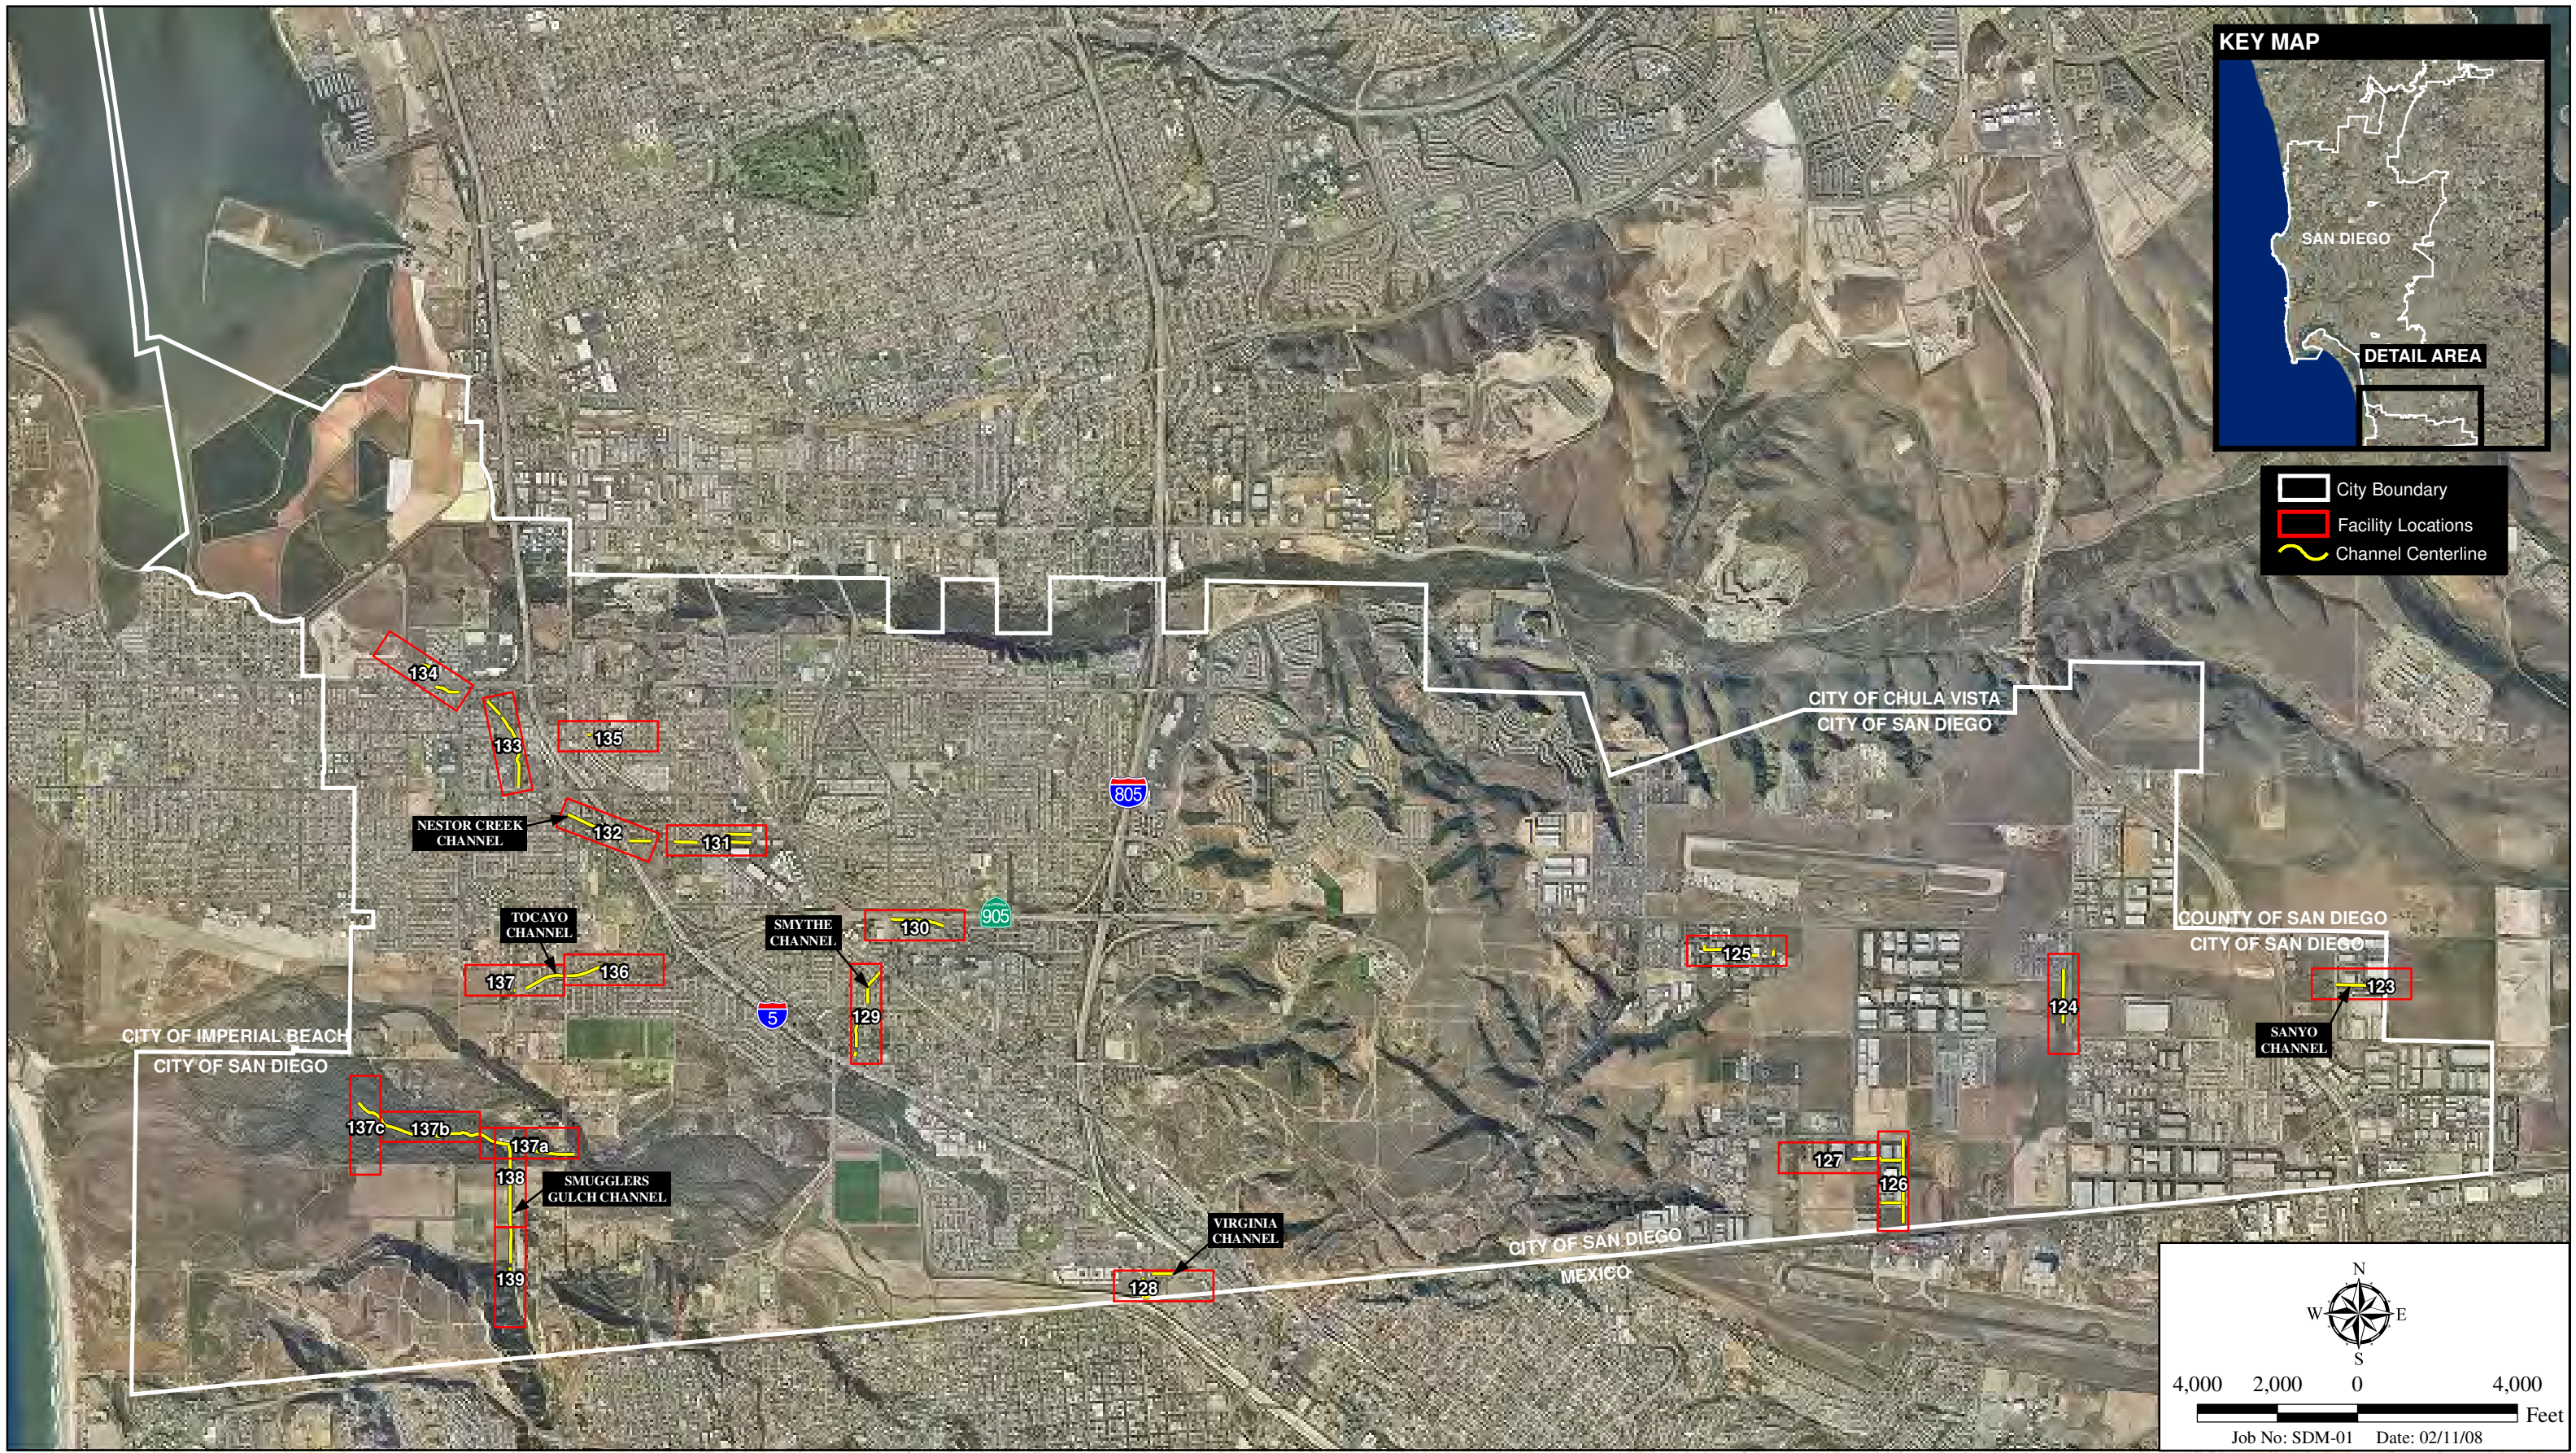 KEY MAP
SAN DIEGO
DETAIL AREA
City Boundary
Facility Locations
Channel Centerline
134
133
135
CITY OF CHULA VISTA
CITY OF SAN DIEGO
805
NESTOR CREEK
CHANNEL
132
131
TOCAYO
CHANNEL
SMYTHE
CHANNEL
130
905
COUNTY OF SAN DIEGO
CITY OF SAN DIEGO
125
137
136
123
124
5
129
SANYO
CHANNEL
CITY OF IMPERIAL BEACH
CITY OF SAN DIEGO
137c
137b
137a
138
127
126
SMUGGLERS
GULCH CHANNEL
VIRGINIA
CHANNEL
CITY OF SAN DIEGO
MEXICO
139
128
N
W
E
S
4,000 2,000 0 4,000
Feet
Job No: SDM-01 Date: 02/11/08